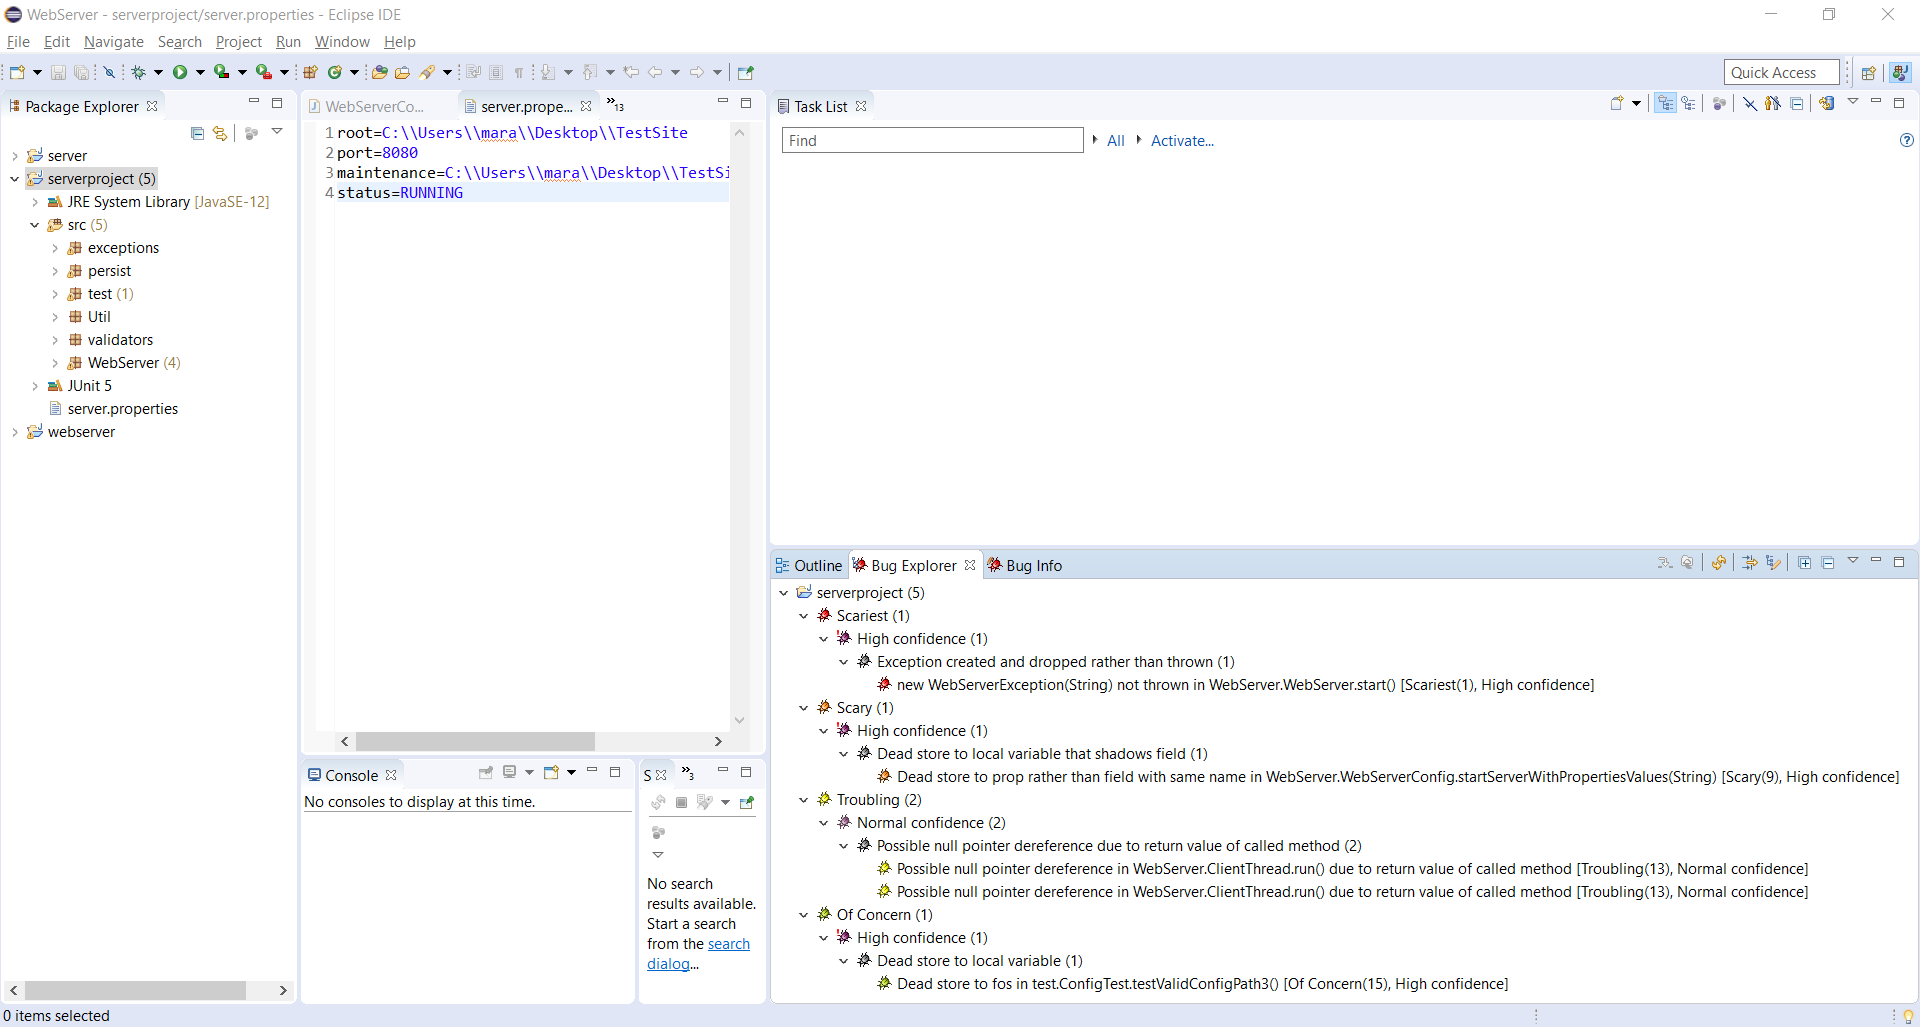 WebServer - serverproject/server.properties - Eclipse IDE
File Edit Navigate Search Project Run Window Help
Quick Access
Package Explorer
server
serverproject (5)
JRE System Library [JavaSE-12]
src (5)
exceptions
persist
test (1)
Util
validators
WebServer (4)
JUnit 5
server.properties
webserver
WebServerCo... server.prope... »13
1 root=C:\\Users\\mara\\Desktop\\TestSite
2 port=8080
3 maintenance=C:\\Users\\mara\\Desktop\\TestSi
4 status=RUNNING
Task List
Find All Activate...
Console
No consoles to display at this time.
S »3
No search
results available.
Start a search
from the search
dialog...
Outline Bug Explorer Bug Info
serverproject (5)
Scariest (1)
High confidence (1)
Exception created and dropped rather than thrown (1)
new WebServerException(String) not thrown in WebServer.WebServer.start() [Scariest(1), High confidence]
Scary (1)
High confidence (1)
Dead store to local variable that shadows field (1)
Dead store to prop rather than field with same name in WebServer.WebServerConfig.startServerWithPropertiesValues(String) [Scary(9), High confidence]
Troubling (2)
Normal confidence (2)
Possible null pointer dereference due to return value of called method (2)
Possible null pointer dereference in WebServer.ClientThread.run() due to return value of called method [Troubling(13), Normal confidence]
Possible null pointer dereference in WebServer.ClientThread.run() due to return value of called method [Troubling(13), Normal confidence]
Of Concern (1)
High confidence (1)
Dead store to local variable (1)
Dead store to fos in test.ConfigTest.testValidConfigPath3() [Of Concern(15), High confidence]
0 items selected